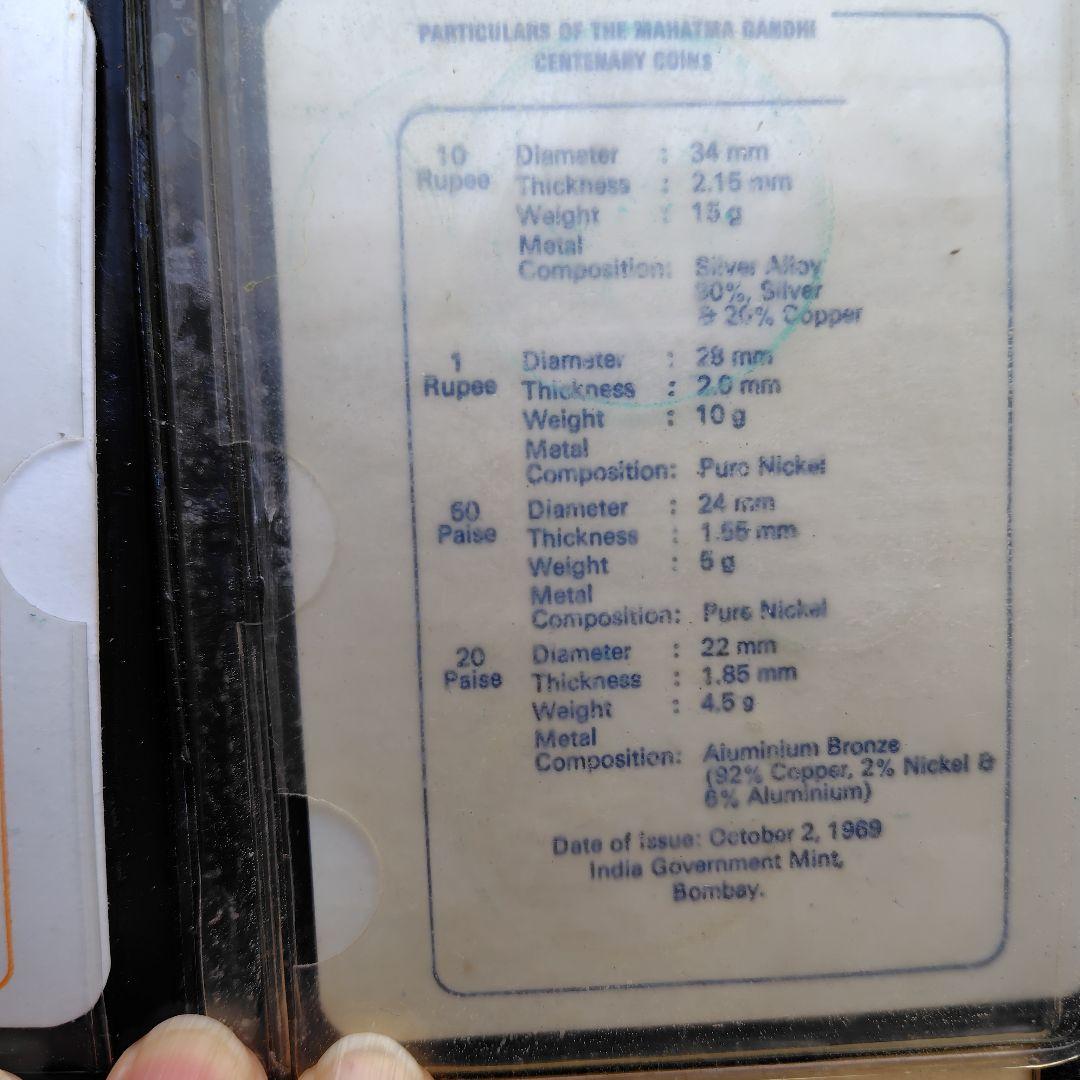 PARTICULARS OF THE MAHATMA GANDHI
CENTENARY COINS
10 Rupee
Diameter : 34 mm
Thickness : 2.15 mm
Weight : 15 g
Metal
Composition: Silver Alloy
80%, Silver
& 20% Copper
1 Rupee
Diameter : 28 mm
Thickness : 2.0 mm
Weight : 10 g
Metal
Composition: Pure Nickel
50 Paise
Diameter : 24 mm
Thickness : 1.55 mm
Weight : 5 g
Metal
Composition: Pure Nickel
20 Paise
Diameter : 22 mm
Thickness : 1.85 mm
Weight : 4.5 g
Metal
Composition: Aluminium Bronze
(92% Copper, 2% Nickel &
6% Aluminium)
Date of issue: October 2, 1969
India Government Mint,
Bombay.